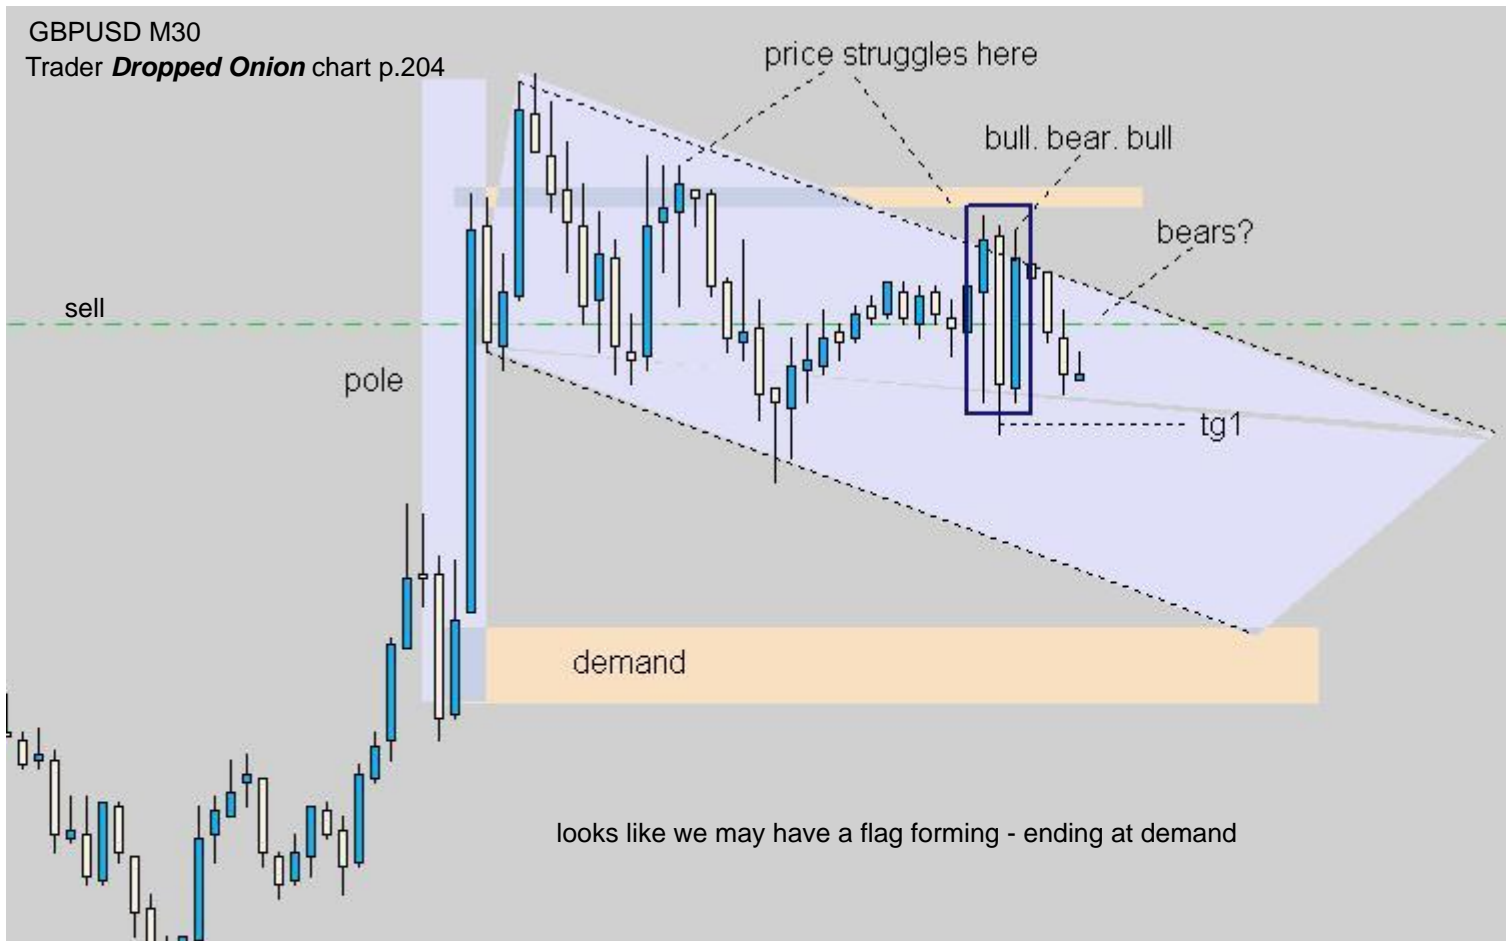 GBPUSD M30
Trader Dropped Onion chart p.204
price struggles here
bull. bear. bull
bears?
sell
pole
tg1
demand
looks like we may have a flag forming - ending at demand